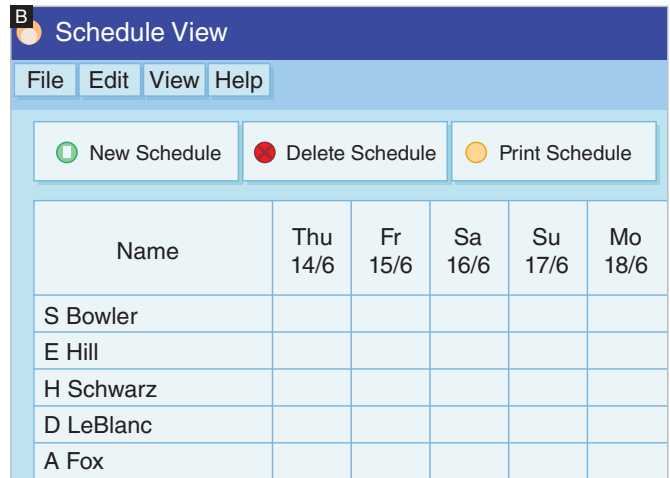 B
Schedule View
File Edit View Help
New Schedule Delete Schedule Print Schedule
Name Thu 14/6 Fr 15/6 Sa 16/6 Su 17/6 Mo 18/6
S Bowler
E Hill
H Schwarz
D LeBlanc
A Fox